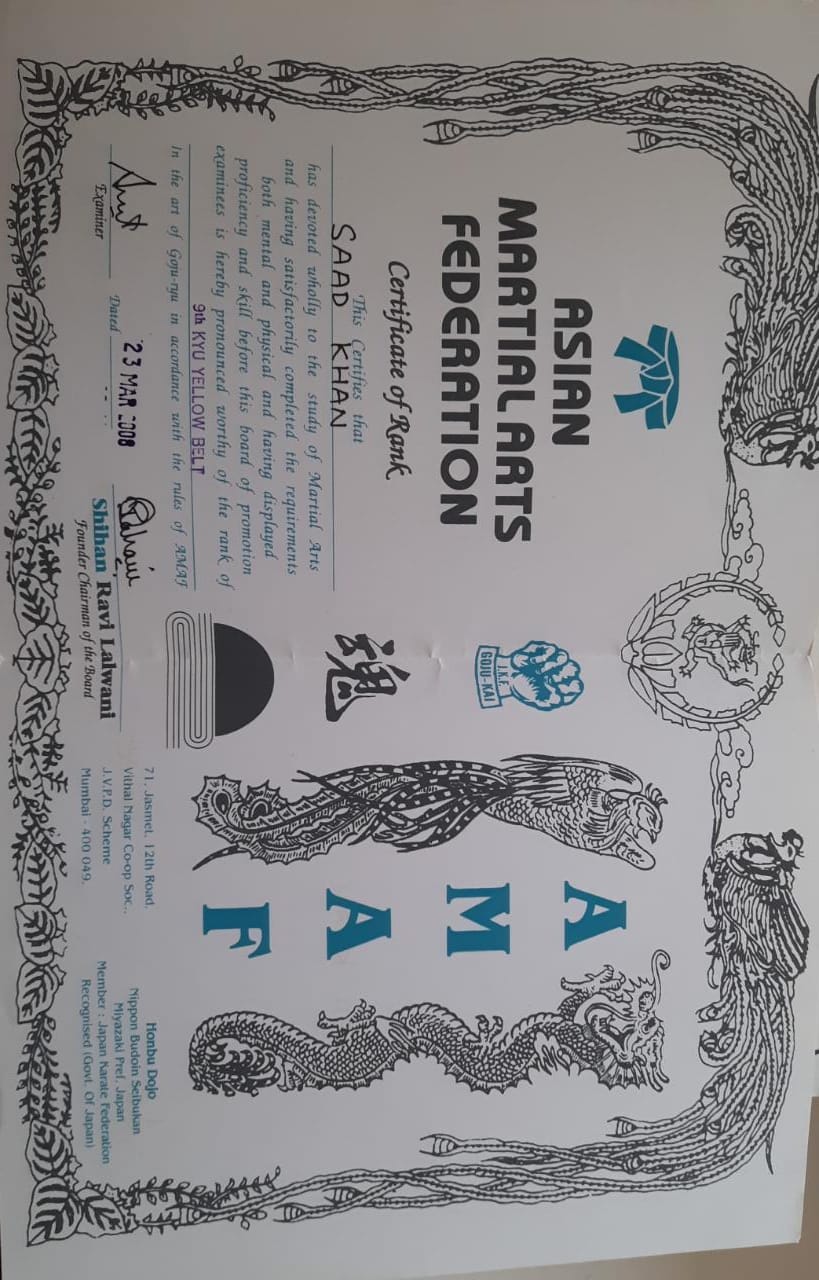 ASIAN
MARTIAL ARTS
FEDERATION
Certificate of Rank
This Certifies that
SAAD KHAN
has devoted wholly to the study of Martial Arts
and having satisfactorily completed the requirements
both mental and physical and having displayed
proficiency and skill before this board of promotion
examinees is hereby pronounced worthy of the rank of
9th KYU YELLOW BELT
In the art of Goju-ryu in accordance with the rules of AMAF
Examiner
Dated
23 MAR 2008
Shihan Ravi Lalwani
Founder Chairman of the Board
J.K.F.
GOJU-KAI
魂
A
M
A
F
71, Jasmet, 12th Road,
Vithal Nagar Co-op Soc.,
J.V.P.D. Scheme
Mumbai - 400 049.
Honbu Dojo
Nippon Budoin Seibukan
Miyazaki Pref. Japan
Member : Japan Karate Federation
Recognised (Govt. Of Japan)